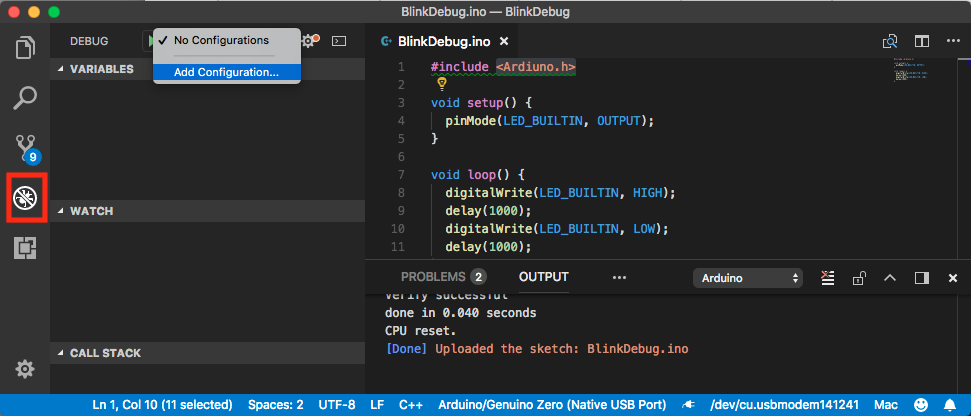 BlinkDebug.ino — BlinkDebug
DEBUG
No Configurations
Add Configuration...
VARIABLES
9
WATCH
CALL STACK
BlinkDebug.ino
1 #include <Ardiuno.h>
2
3 void setup() {
4 pinMode(LED_BUILTIN, OUTPUT);
5 }
6
7 void loop() {
8 digitalWrite(LED_BUILTIN, HIGH);
9 delay(1000);
10 digitalWrite(LED_BUILTIN, LOW);
11 delay(1000);
PROBLEMS 2 OUTPUT ··· Arduino
Verify successful
done in 0.040 seconds
CPU reset.
[Done] Uploaded the sketch: BlinkDebug.ino
Ln 1, Col 10 (11 selected) Spaces: 2 UTF-8 LF C++ Arduino/Genuino Zero (Native USB Port) /dev/cu.usbmodem141241 Mac